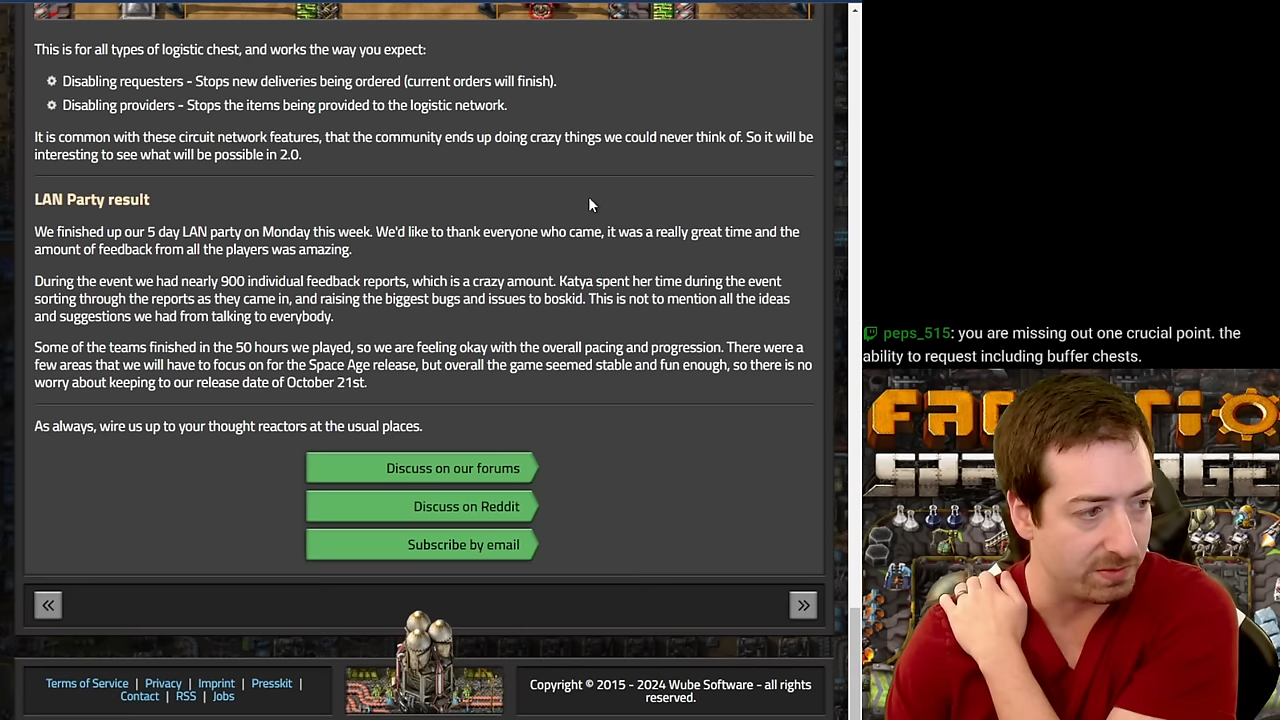 This is for all types of logistic chest, and works the way you expect:
Disabling requesters - Stops new deliveries being ordered (current orders will finish).
Disabling providers - Stops the items being provided to the logistic network.
It is common with these circuit network features, that the community ends up doing crazy things we could never think of. So it will be
interesting to see what will be possible in 2.0.
LAN Party result
We finished up our 5 day LAN party on Monday this week. We'd like to thank everyone who came, it was a really great time and the
amount of feedback from all the players was amazing.
During the event we had nearly 900 individual feedback reports, which is a crazy amount. Katya spent her time during the event
sorting through the reports as they came in, and raising the biggest bugs and issues to boskid. This is not to mention all the ideas
and suggestions we had from talking to everybody.
Some of the teams finished in the 50 hours we played, so we are feeling okay with the overall pacing and progression. There were a
few areas that we will have to focus on for the Space Age release, but overall the game seemed stable and fun enough, so there is no
worry about keeping to our release date of October 21st.
As always, wire us up to your thought reactors at the usual places.
Discuss on our forums
Discuss on Reddit
Subscribe by email
«
»
Terms of Service | Privacy | Imprint | Presskit |
Contact | RSS | Jobs
Copyright © 2015 - 2024 Wube Software - all rights
reserved.
peps_515: you are missing out one crucial point. the
ability to request including buffer chests.